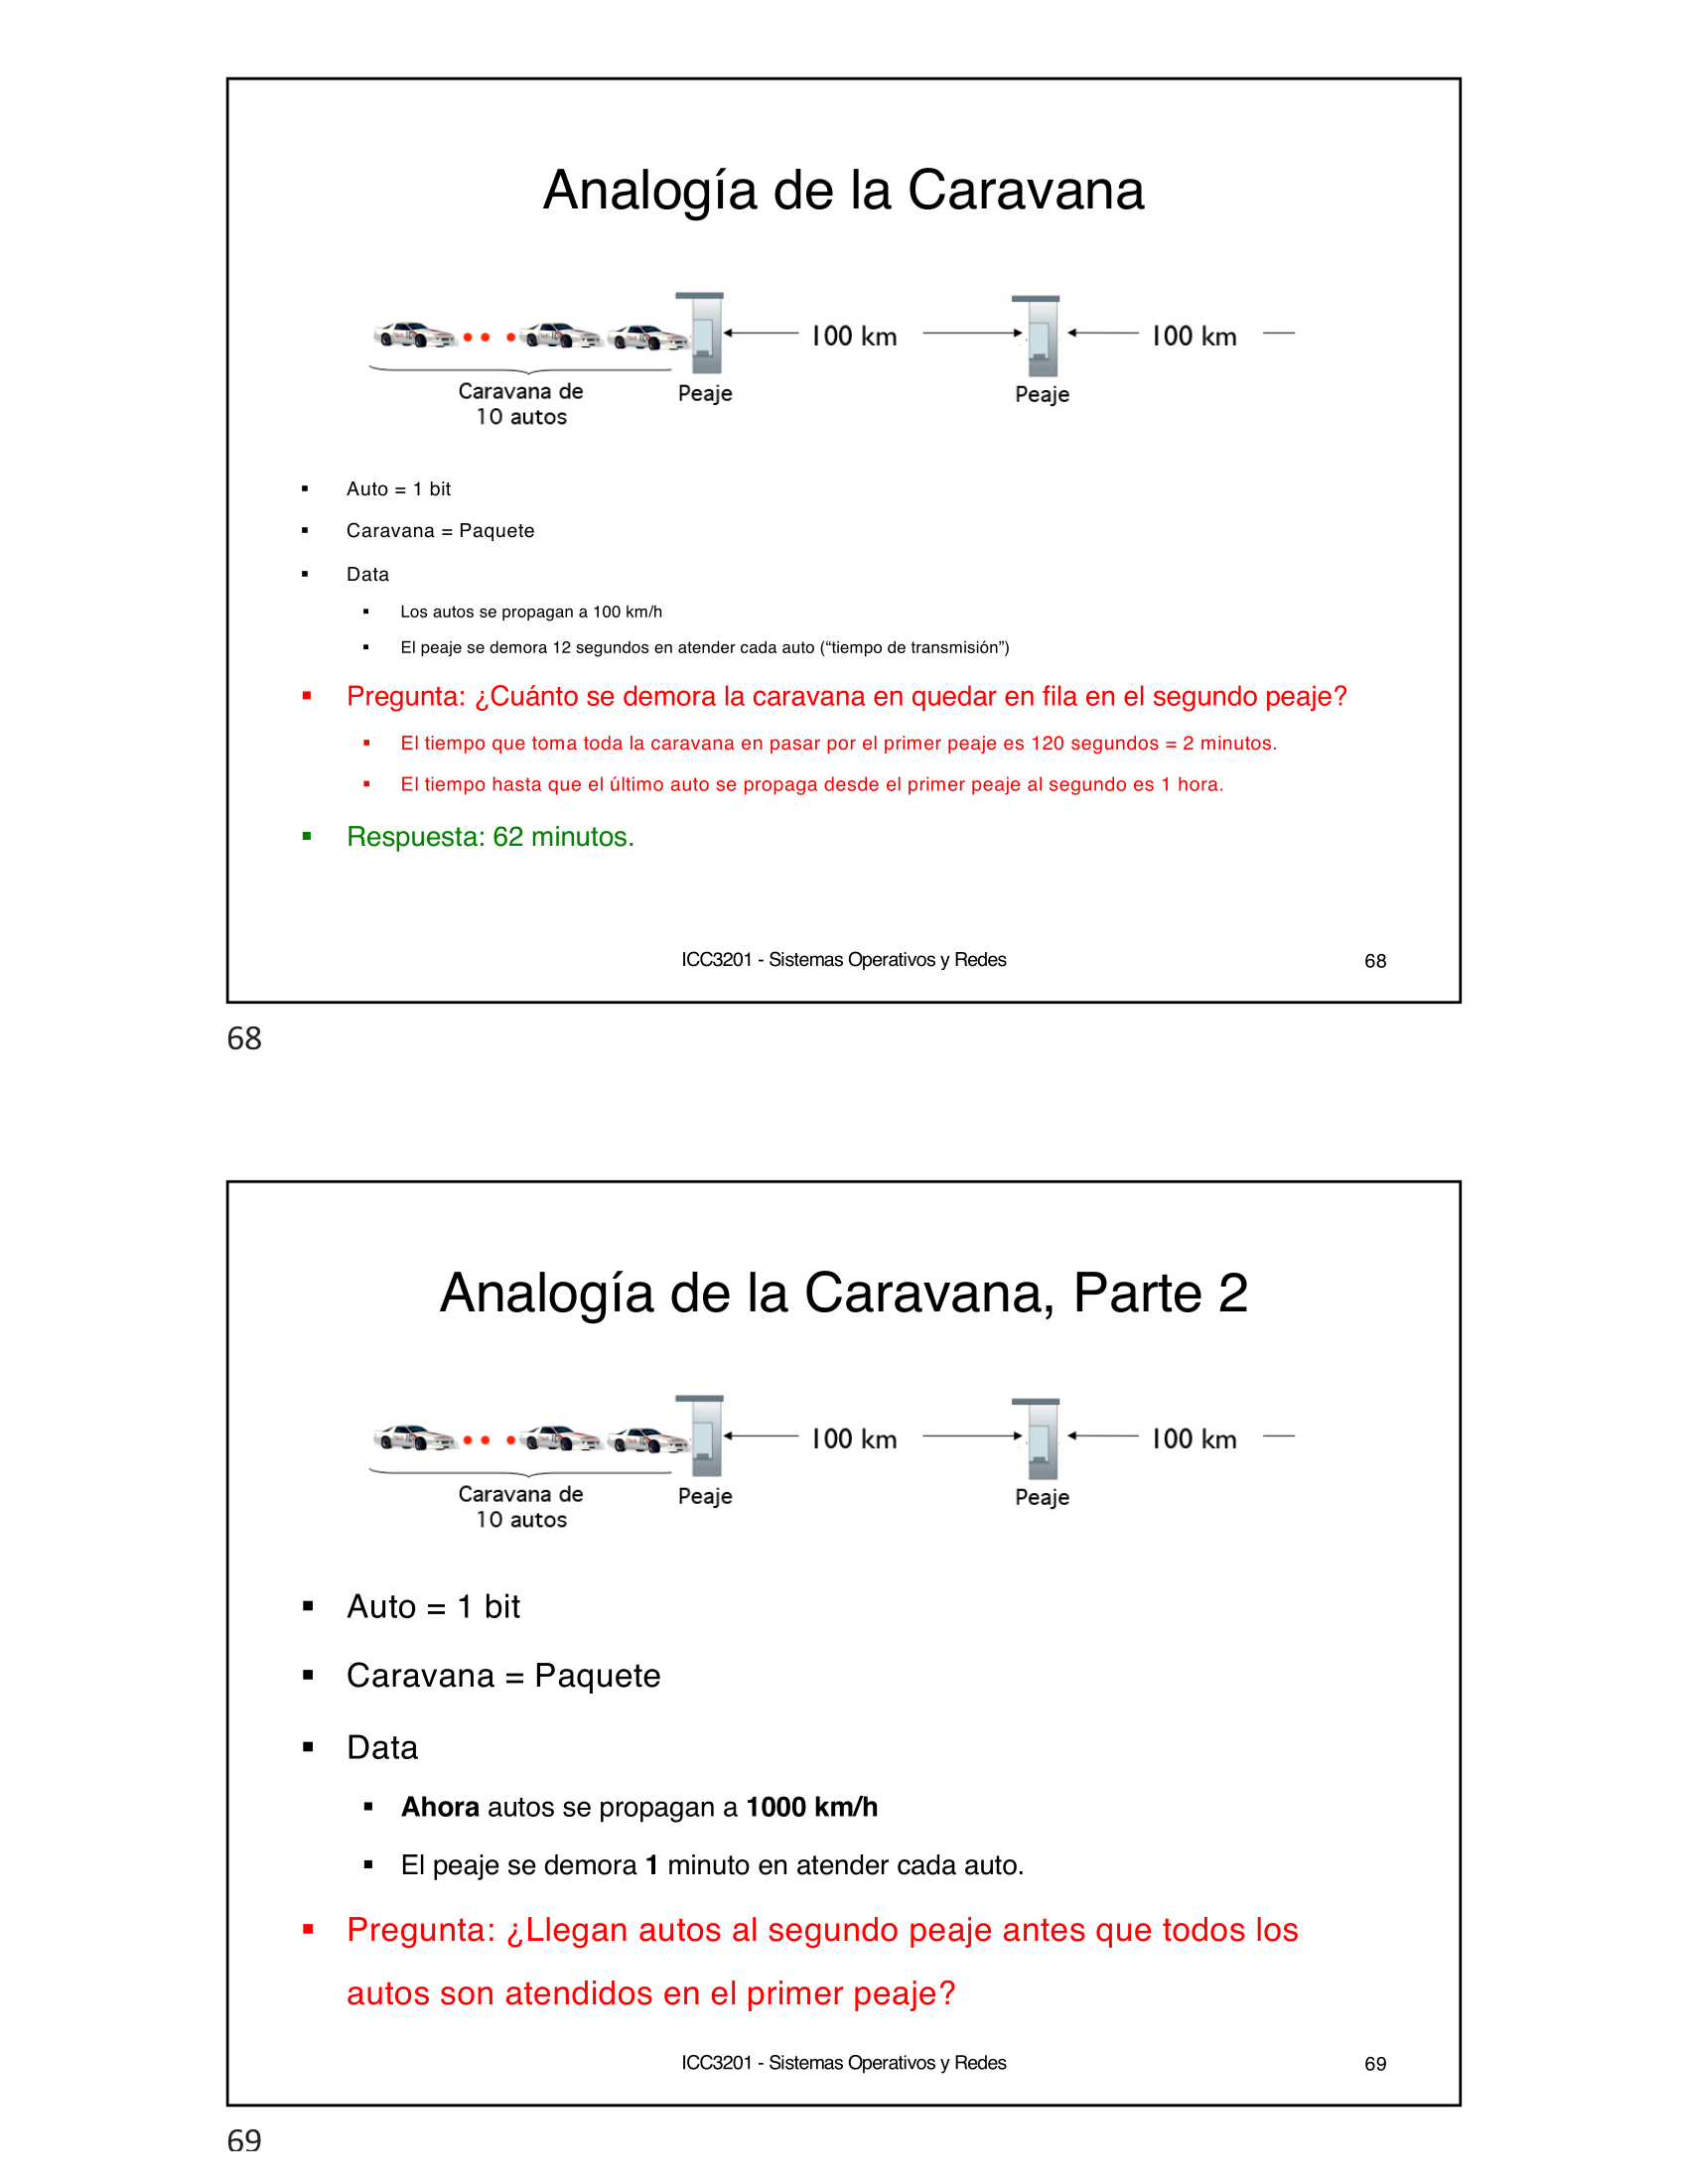 Analogía de la Caravana
100 km
100 km
Caravana de
10 autos
Peaje
Peaje
▪ Auto = 1 bit
▪ Caravana = Paquete
▪ Data
▪ Los autos se propagan a 100 km/h
▪ El peaje se demora 12 segundos en atender cada auto (“tiempo de transmisión”)
▪ Pregunta: ¿Cuánto se demora la caravana en quedar en fila en el segundo peaje?
▪ El tiempo que toma toda la caravana en pasar por el primer peaje es 120 segundos = 2 minutos.
▪ El tiempo hasta que el último auto se propaga desde el primer peaje al segundo es 1 hora.
▪ Respuesta: 62 minutos.
ICC3201 - Sistemas Operativos y Redes
68
68
Analogía de la Caravana, Parte 2
100 km
100 km
Caravana de
10 autos
Peaje
Peaje
▪ Auto = 1 bit
▪ Caravana = Paquete
▪ Data
▪ Ahora autos se propagan a 1000 km/h
▪ El peaje se demora 1 minuto en atender cada auto.
▪ Pregunta: ¿Llegan autos al segundo peaje antes que todos los
autos son atendidos en el primer peaje?
ICC3201 - Sistemas Operativos y Redes
69
69